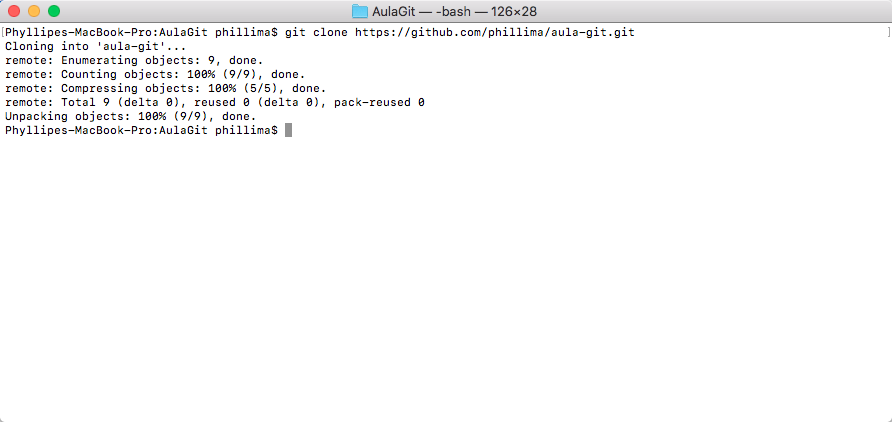 AulaGit — -bash — 126×28
[Phyllipes-MacBook-Pro:AulaGit phillima$ git clone https://github.com/phillima/aula-git.git ]
Cloning into 'aula-git'...
remote: Enumerating objects: 9, done.
remote: Counting objects: 100% (9/9), done.
remote: Compressing objects: 100% (5/5), done.
remote: Total 9 (delta 0), reused 0 (delta 0), pack-reused 0
Unpacking objects: 100% (9/9), done.
Phyllipes-MacBook-Pro:AulaGit phillima$